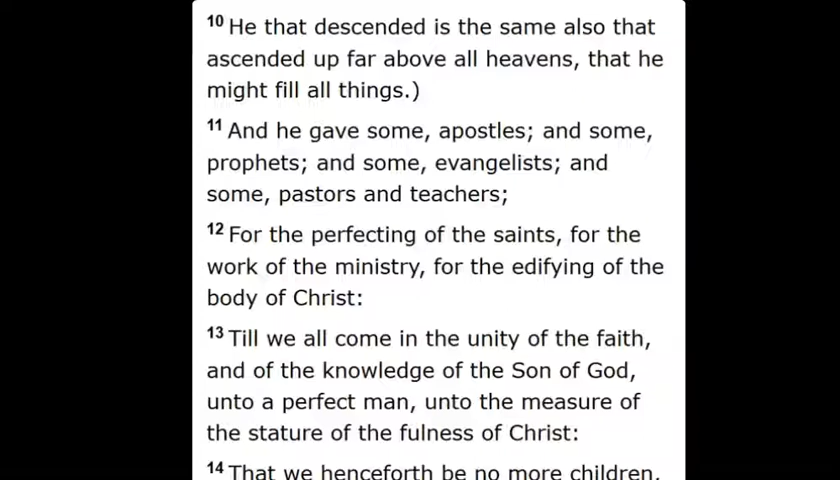 10 He that descended is the same also that
ascended up far above all heavens, that he
might fill all things.)
11 And he gave some, apostles; and some,
prophets; and some, evangelists; and
some, pastors and teachers;
12 For the perfecting of the saints, for the
work of the ministry, for the edifying of the
body of Christ:
13 Till we all come in the unity of the faith,
and of the knowledge of the Son of God,
unto a perfect man, unto the measure of
the stature of the fulness of Christ:
14 That we henceforth be no more children,